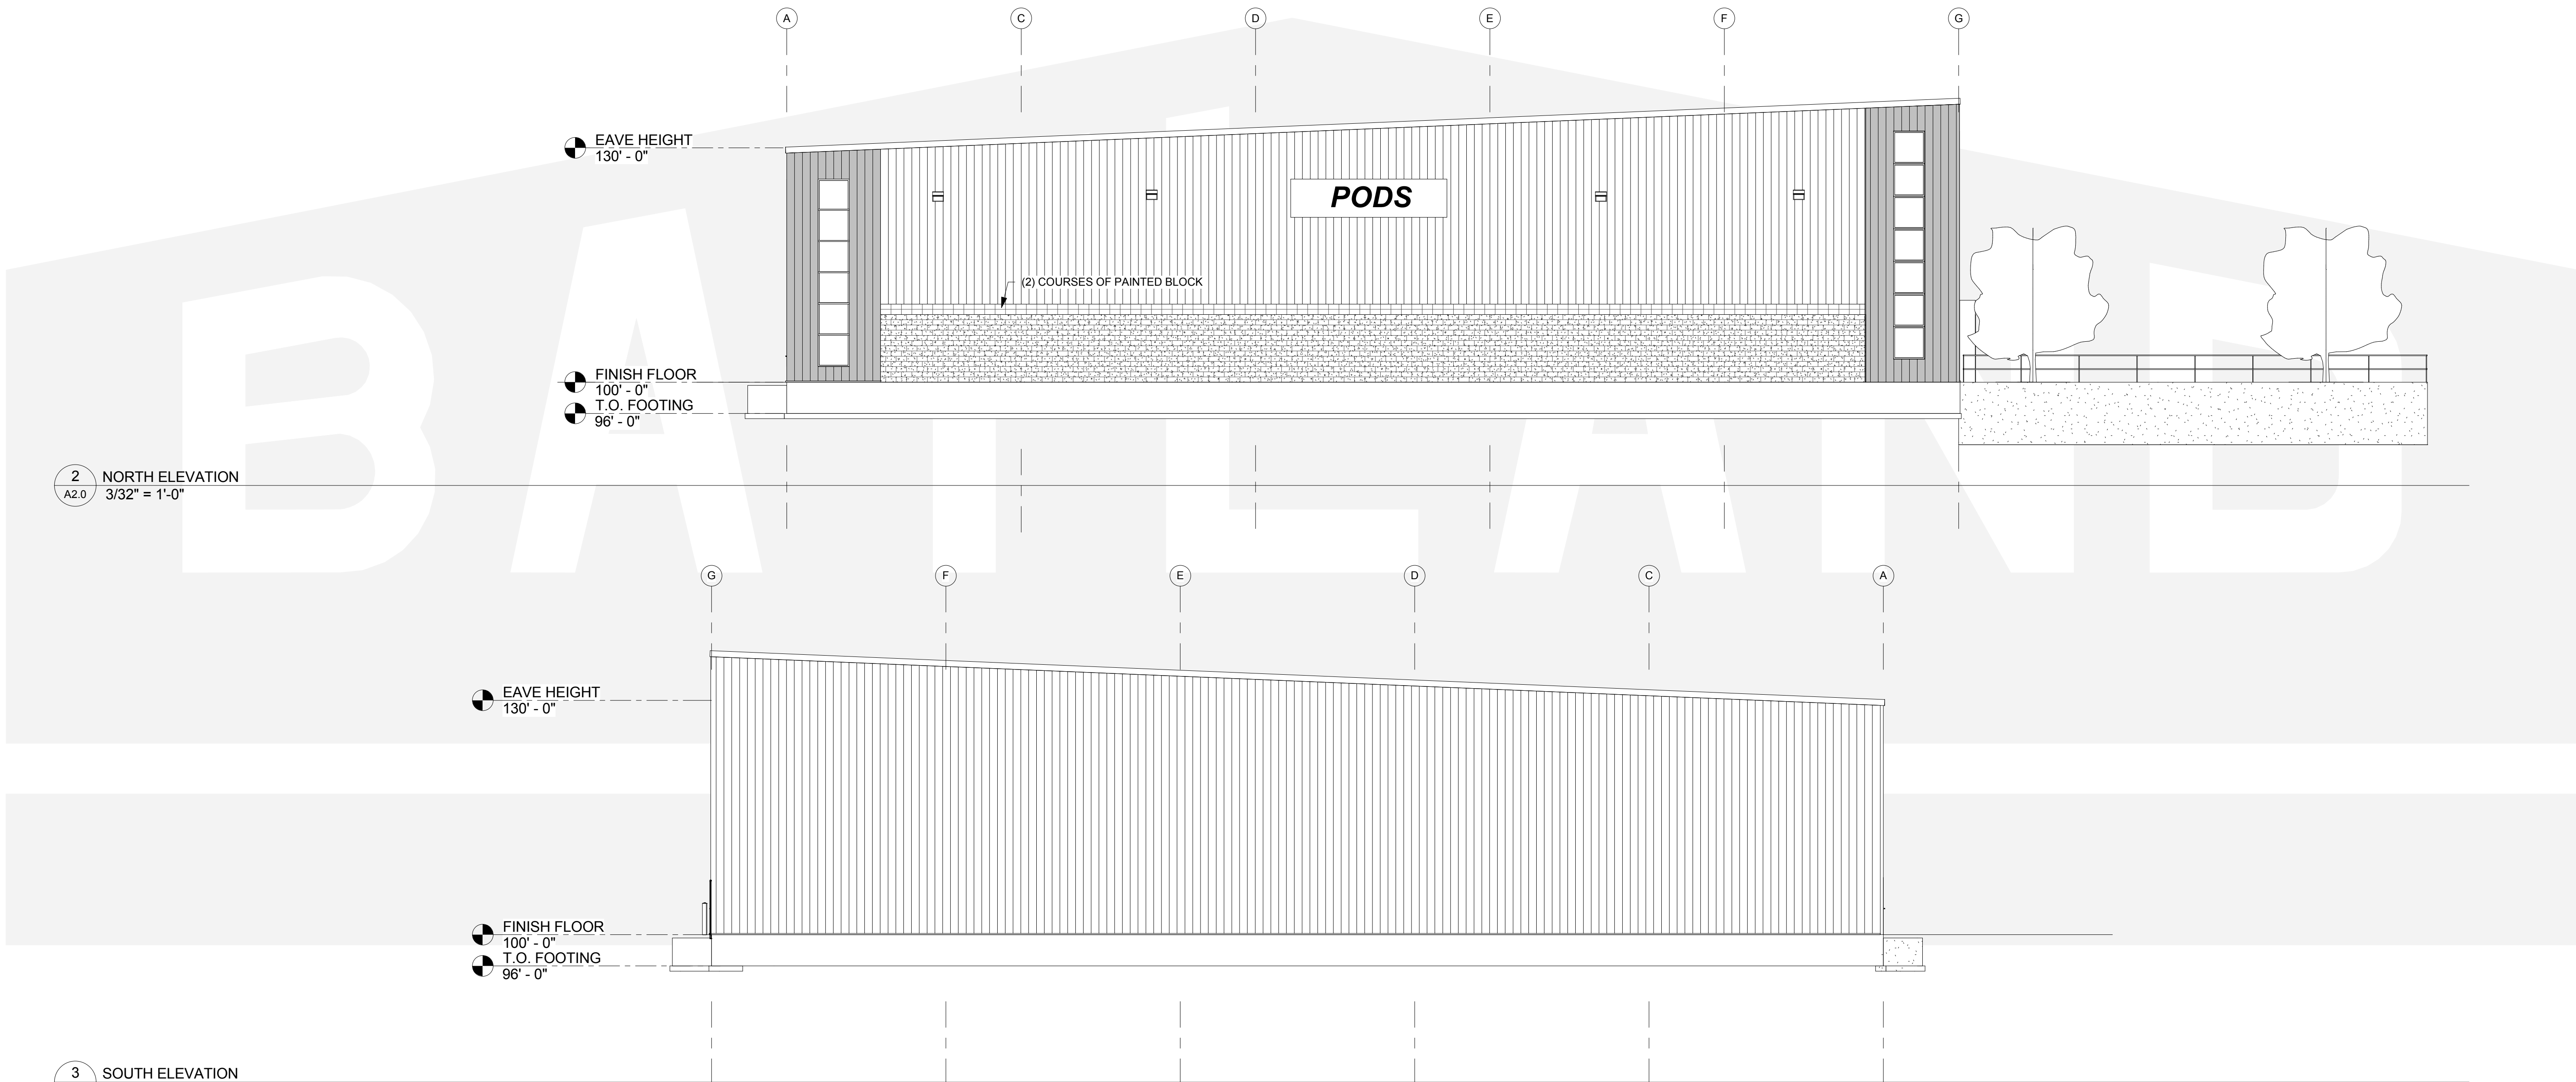 A C D E F G
EAVE HEIGHT
130' - 0"
PODS
(2) COURSES OF PAINTED BLOCK
FINISH FLOOR
100' - 0"
T.O. FOOTING
96' - 0"
2 NORTH ELEVATION
A2.0 3/32" = 1'-0"
BATLAND
G F E D C A
EAVE HEIGHT
130' - 0"
FINISH FLOOR
100' - 0"
T.O. FOOTING
96' - 0"
3 SOUTH ELEVATION